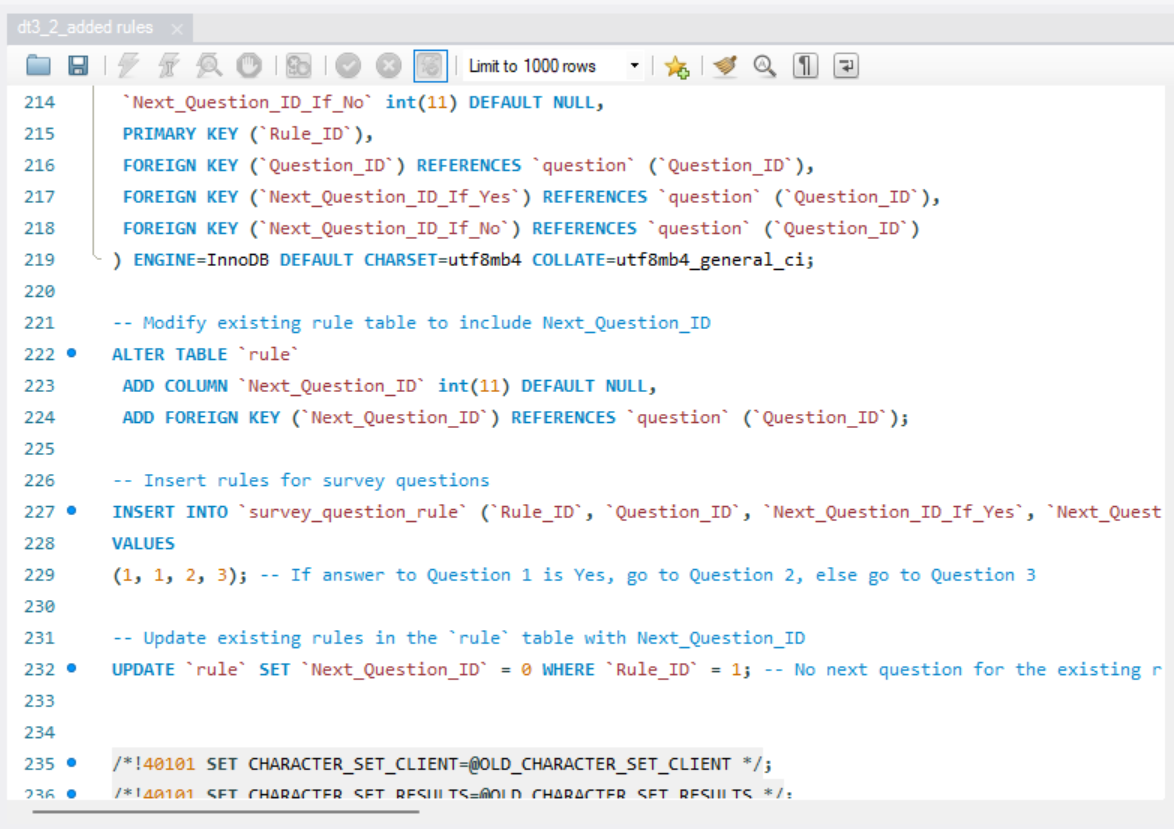 dt3_2_added rules
Limit to 1000 rows
214 `Next_Question_ID_If_No` int(11) DEFAULT NULL,
215 PRIMARY KEY (`Rule_ID`),
216 FOREIGN KEY (`Question_ID`) REFERENCES `question` (`Question_ID`),
217 FOREIGN KEY (`Next_Question_ID_If_Yes`) REFERENCES `question` (`Question_ID`),
218 FOREIGN KEY (`Next_Question_ID_If_No`) REFERENCES `question` (`Question_ID`)
219 ) ENGINE=InnoDB DEFAULT CHARSET=utf8mb4 COLLATE=utf8mb4_general_ci;
220
221 -- Modify existing rule table to include Next_Question_ID
222 ALTER TABLE `rule`
223 ADD COLUMN `Next_Question_ID` int(11) DEFAULT NULL,
224 ADD FOREIGN KEY (`Next_Question_ID`) REFERENCES `question` (`Question_ID`);
225
226 -- Insert rules for survey questions
227 INSERT INTO `survey_question_rule` (`Rule_ID`, `Question_ID`, `Next_Question_ID_If_Yes`, `Next_Quest
228 VALUES
229 (1, 1, 2, 3); -- If answer to Question 1 is Yes, go to Question 2, else go to Question 3
230
231 -- Update existing rules in the `rule` table with Next_Question_ID
232 UPDATE `rule` SET `Next_Question_ID` = 0 WHERE `Rule_ID` = 1; -- No next question for the existing r
233
234
235 /*!40101 SET CHARACTER_SET_CLIENT=@OLD_CHARACTER_SET_CLIENT */;
236 /*!40101 SET CHARACTER_SET_RESULTS=@OLD_CHARACTER_SET_RESULTS */;